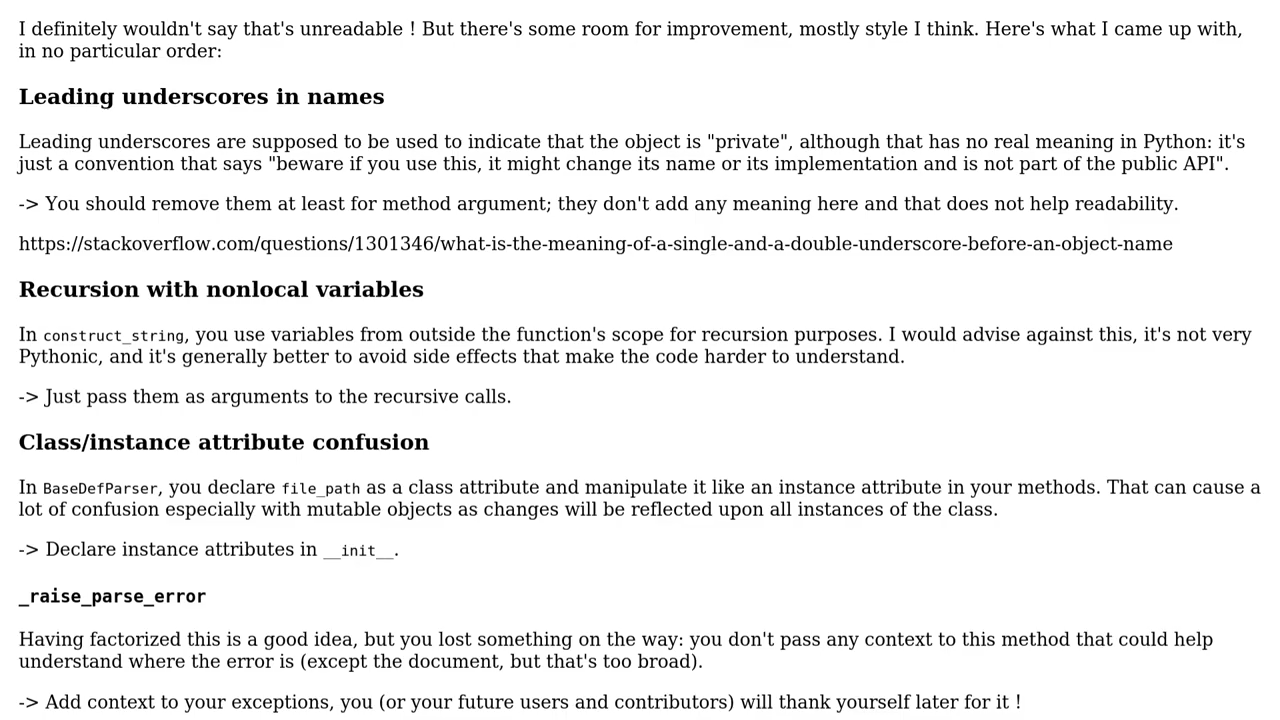 I definitely wouldn't say that's unreadable ! But there's some room for improvement, mostly style I think. Here's what I came up with,
in no particular order:
Leading underscores in names
Leading underscores are supposed to be used to indicate that the object is "private", although that has no real meaning in Python: it's
just a convention that says "beware if you use this, it might change its name or its implementation and is not part of the public API".
-> You should remove them at least for method argument; they don't add any meaning here and that does not help readability.
https://stackoverflow.com/questions/1301346/what-is-the-meaning-of-a-single-and-a-double-underscore-before-an-object-name
Recursion with nonlocal variables
In construct_string, you use variables from outside the function's scope for recursion purposes. I would advise against this, it's not very
Pythonic, and it's generally better to avoid side effects that make the code harder to understand.
-> Just pass them as arguments to the recursive calls.
Class/instance attribute confusion
In BaseDefParser, you declare file_path as a class attribute and manipulate it like an instance attribute in your methods. That can cause a
lot of confusion especially with mutable objects as changes will be reflected upon all instances of the class.
-> Declare instance attributes in __init__.
_raise_parse_error
Having factorized this is a good idea, but you lost something on the way: you don't pass any context to this method that could help
understand where the error is (except the document, but that's too broad).
-> Add context to your exceptions, you (or your future users and contributors) will thank yourself later for it !